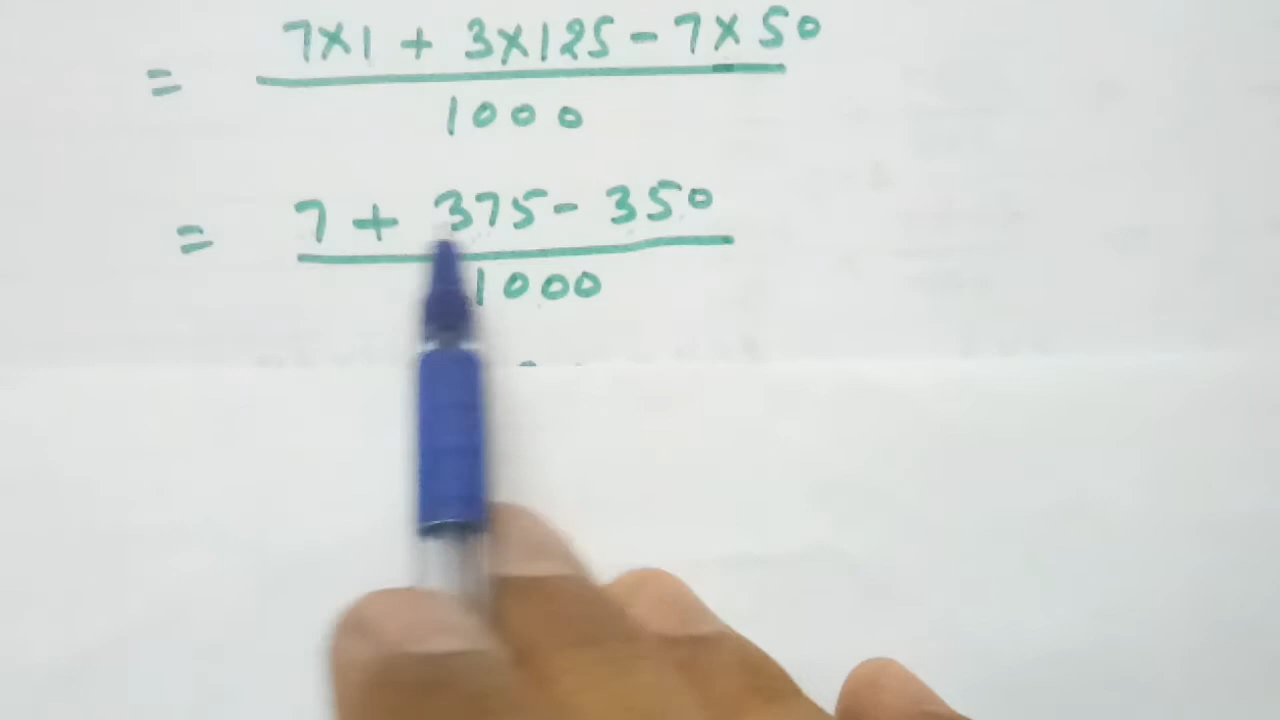 7×1 + 3×125 - 7×50
=
1000
7 + 375 - 350
=
1000